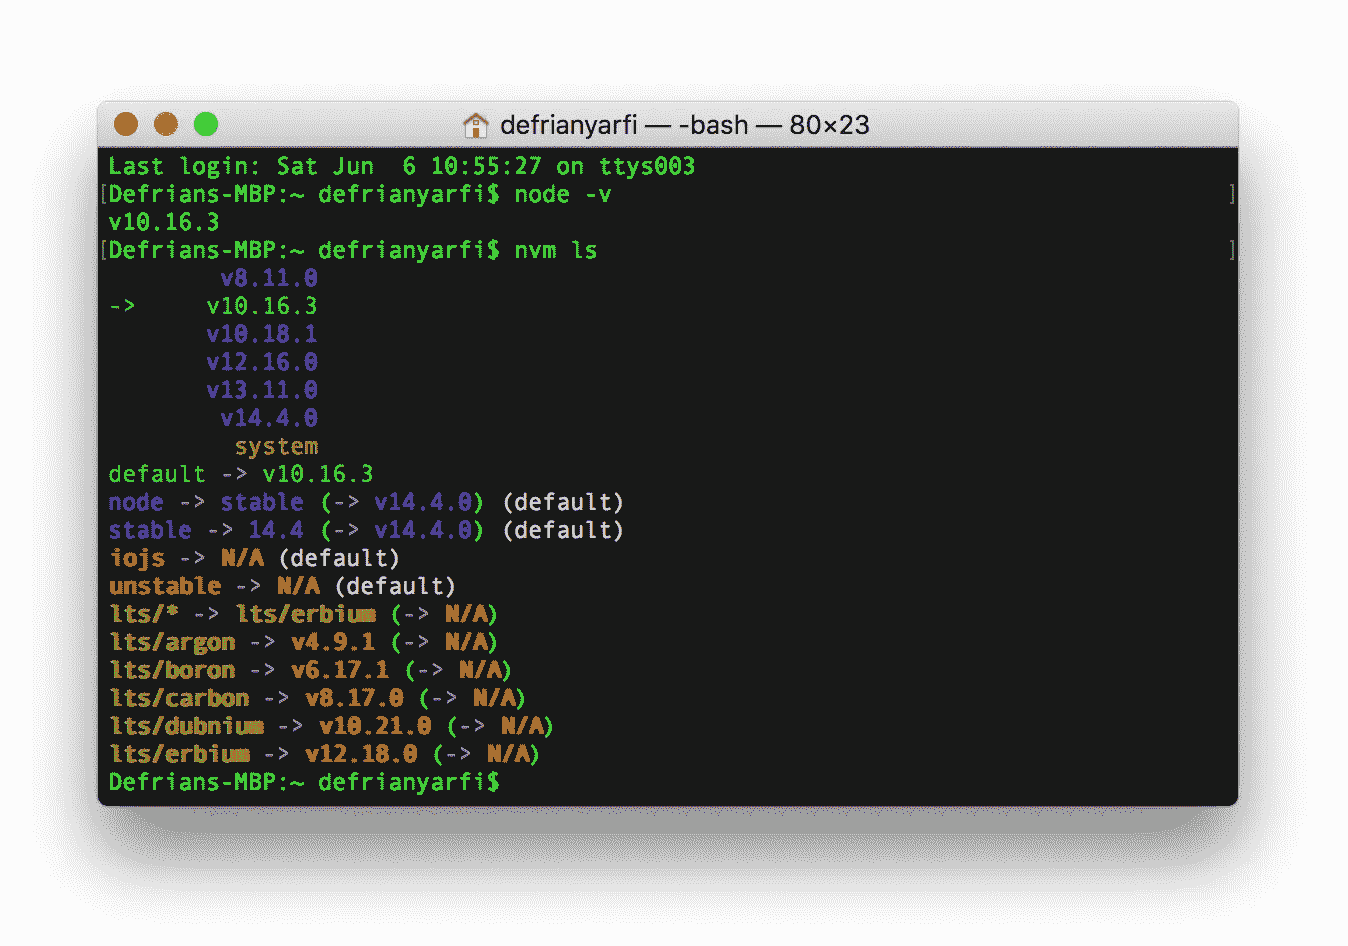 defrianyarfi — -bash — 80×23
Last login: Sat Jun  6 10:55:27 on ttys003
[Defrians-MBP:~ defrianyarfi$ node -v ]
v10.16.3
[Defrians-MBP:~ defrianyarfi$ nvm ls ]
        v8.11.0
->     v10.16.3
       v10.18.1
       v12.16.0
       v13.11.0
        v14.4.0
         system
default -> v10.16.3
node -> stable (-> v14.4.0) (default)
stable -> 14.4 (-> v14.4.0) (default)
iojs -> N/A (default)
unstable -> N/A (default)
lts/* -> lts/erbium (-> N/A)
lts/argon -> v4.9.1 (-> N/A)
lts/boron -> v6.17.1 (-> N/A)
lts/carbon -> v8.17.0 (-> N/A)
lts/dubnium -> v10.21.0 (-> N/A)
lts/erbium -> v12.18.0 (-> N/A)
Defrians-MBP:~ defrianyarfi$